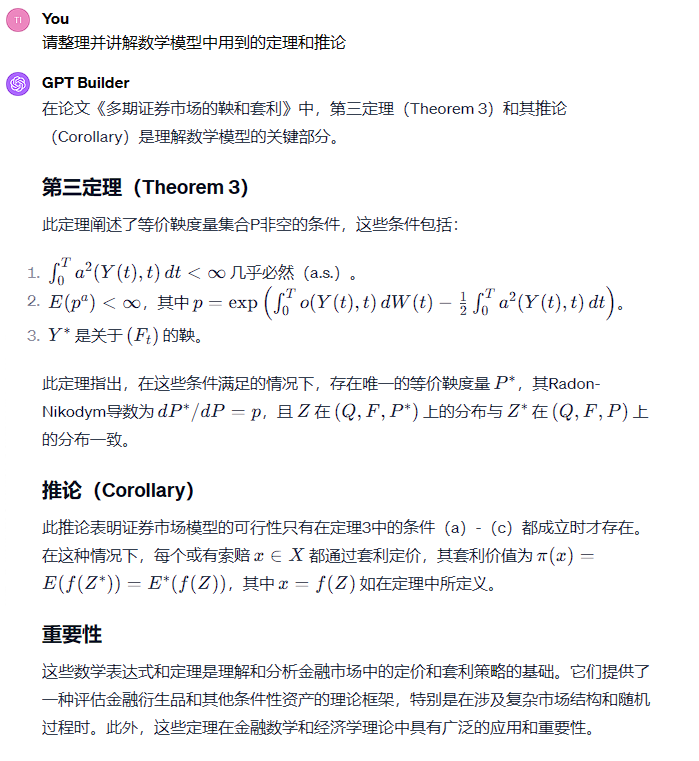 TI
You
请整理并讲解数学模型中用到的定理和推论
GPT Builder
在论文《多期证券市场的鞅和套利》中，第三定理（Theorem 3）和其推论
（Corollary）是理解数学模型的关键部分。
第三定理（Theorem 3）
此定理阐述了等价鞅度量集合P非空的条件，这些条件包括：
1. ∫₀ᵀ a²(Y(t), t) dt < ∞ 几乎必然（a.s.）。
2. E(pᵃ) < ∞，其中 p = exp (∫₀ᵀ o(Y(t), t) dW(t) − ½ ∫₀ᵀ a²(Y(t), t) dt)。
3. Y* 是关于 (Fₜ) 的鞅。
此定理指出，在这些条件满足的情况下，存在唯一的等价鞅度量 P*，其Radon-
Nikodym导数为 dP*/dP = p，且 Z 在 (Q, F, P*) 上的分布与 Z* 在 (Q, F, P) 上
的分布一致。
推论（Corollary）
此推论表明证券市场模型的可行性只有在定理3中的条件（a）-（c）都成立时才存在。
在这种情况下，每个或有索赔 x ∈ X 都通过套利定价，其套利价值为 π(x) =
E(f(Z*)) = E*(f(Z))，其中 x = f(Z) 如在定理中所定义。
重要性
这些数学表达式和定理是理解和分析金融市场中的定价和套利策略的基础。它们提供了
一种评估金融衍生品和其他条件性资产的理论框架，特别是在涉及复杂市场结构和随机
过程时。此外，这些定理在金融数学和经济学理论中具有广泛的应用和重要性。